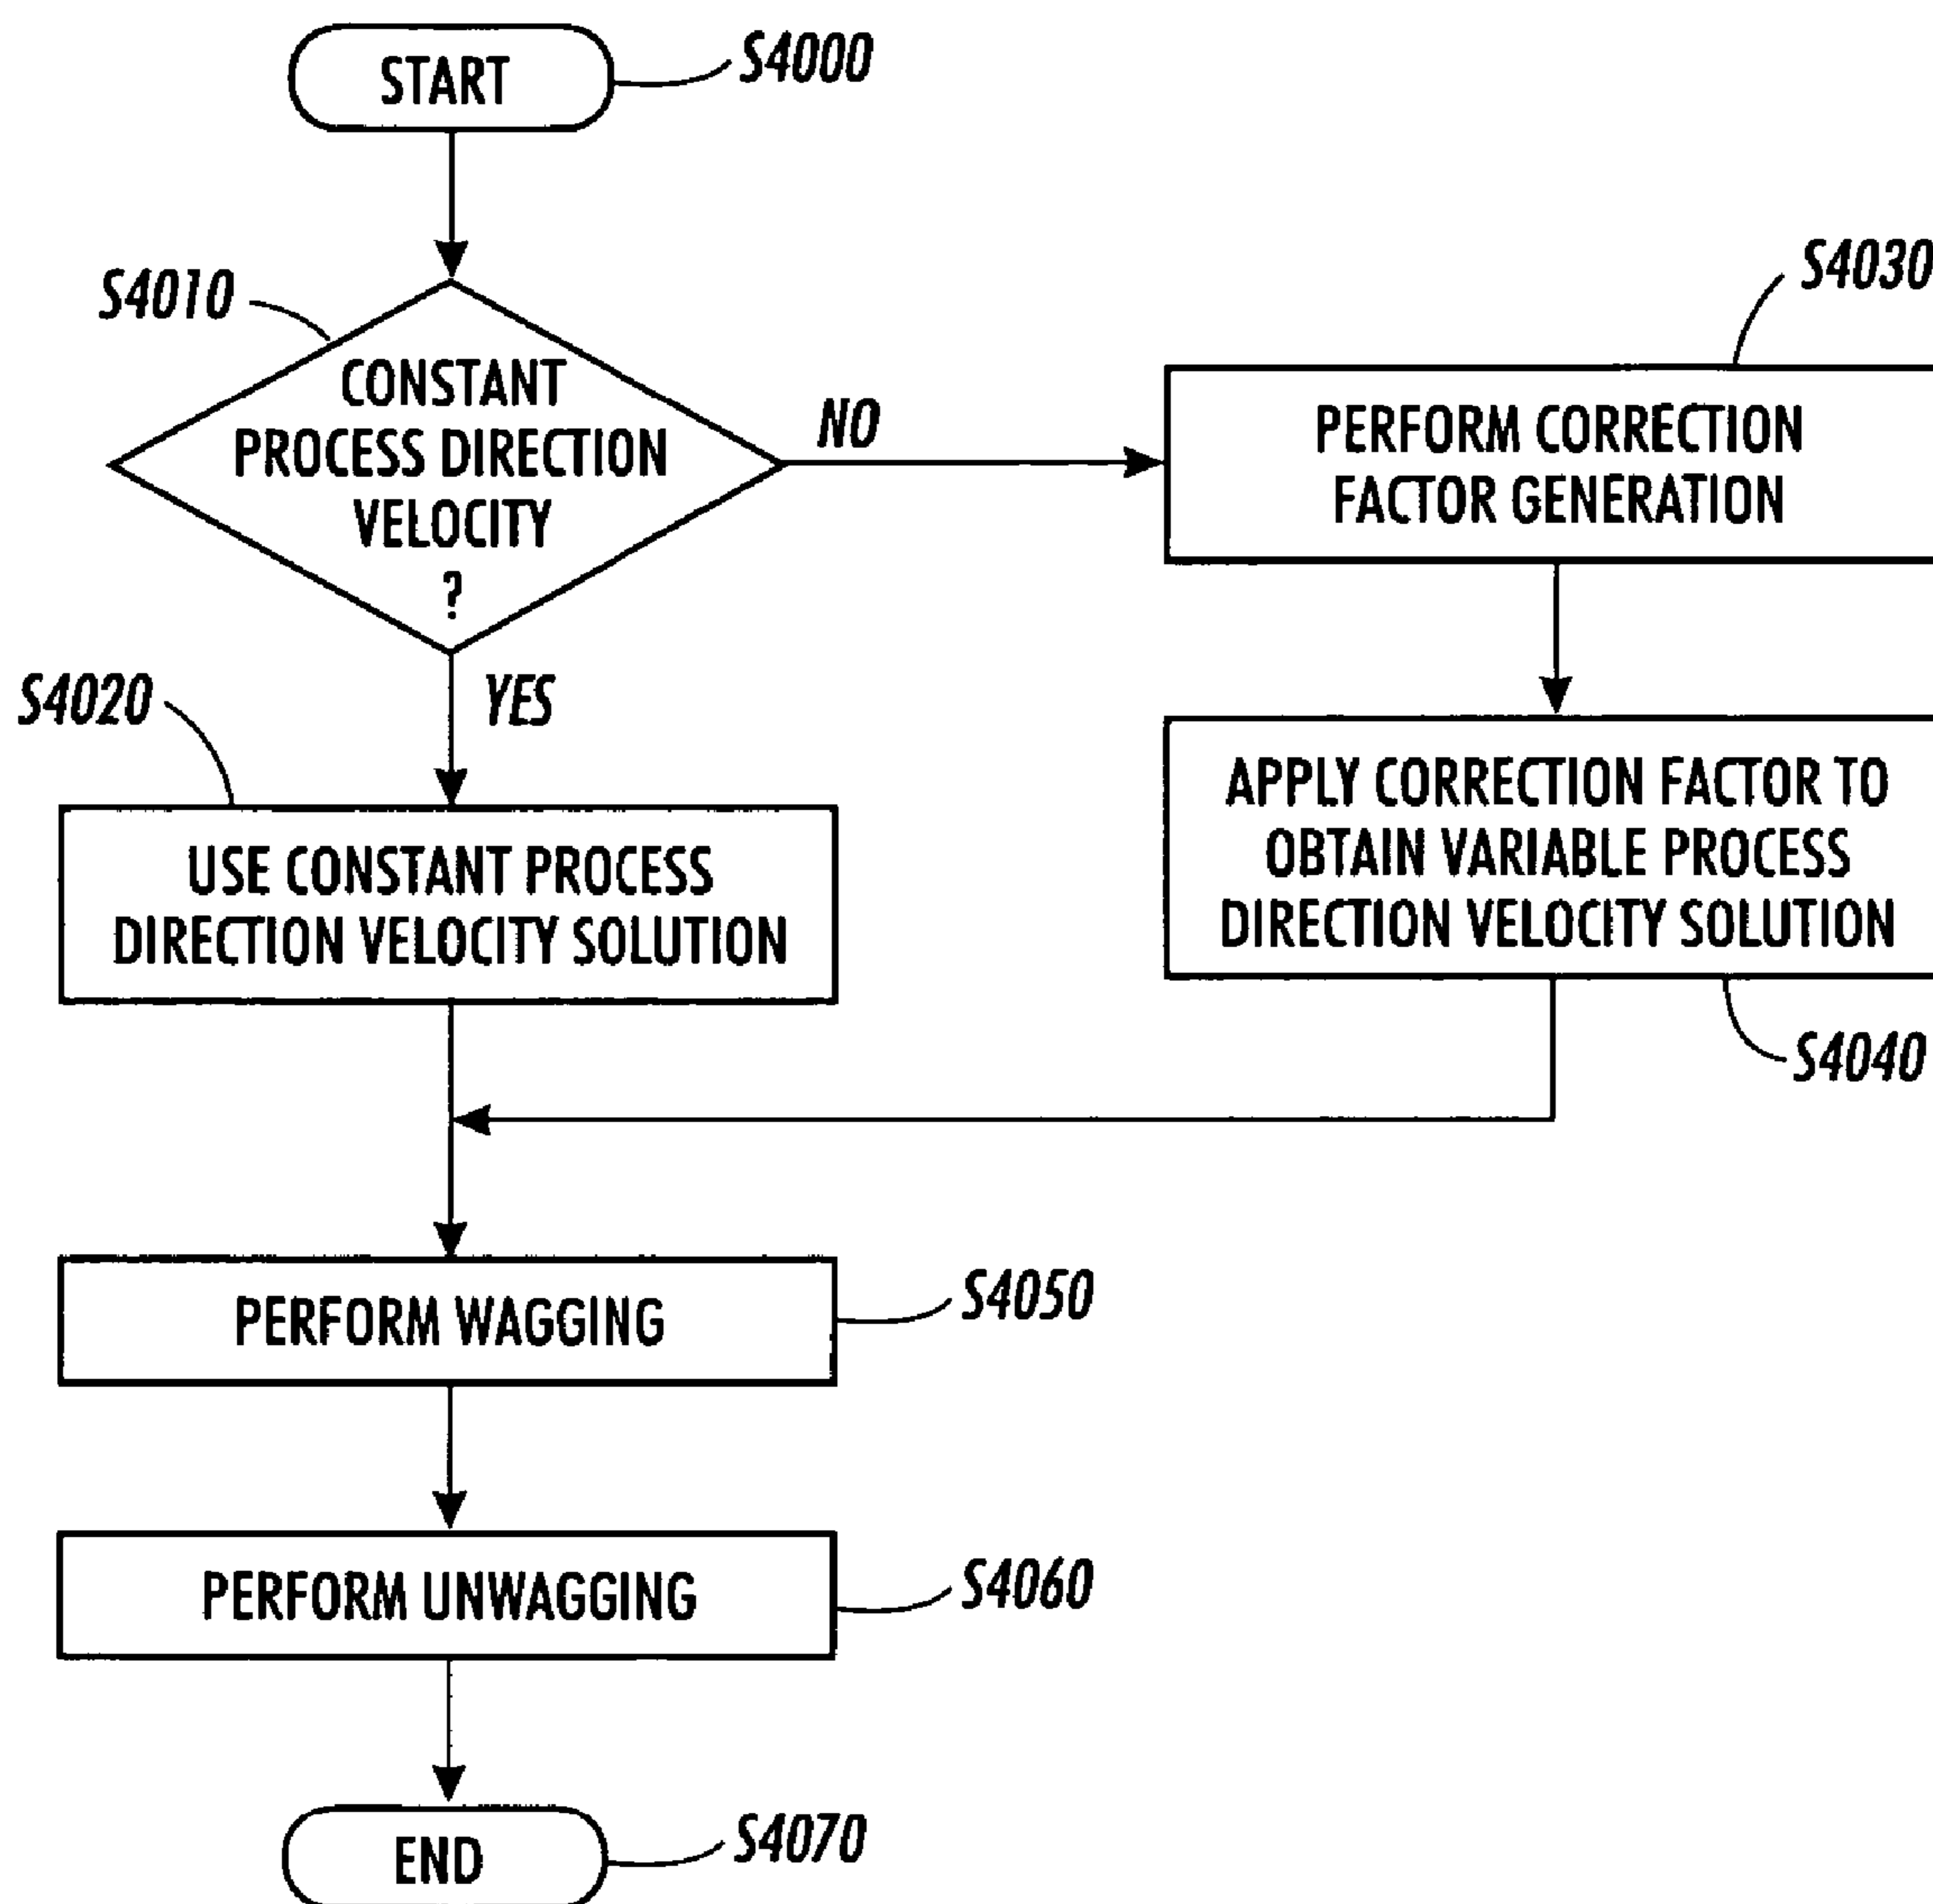 START
S4000
S4010
CONSTANT
PROCESS DIRECTION
VELOCITY
?
NO
S4030
PERFORM CORRECTION
FACTOR GENERATION
S4020
YES
USE CONSTANT PROCESS
DIRECTION VELOCITY SOLUTION
APPLY CORRECTION FACTOR TO
OBTAIN VARIABLE PROCESS
DIRECTION VELOCITY SOLUTION
S4040
PERFORM WAGGING
S4050
PERFORM UNWAGGING
S4060
END
S4070